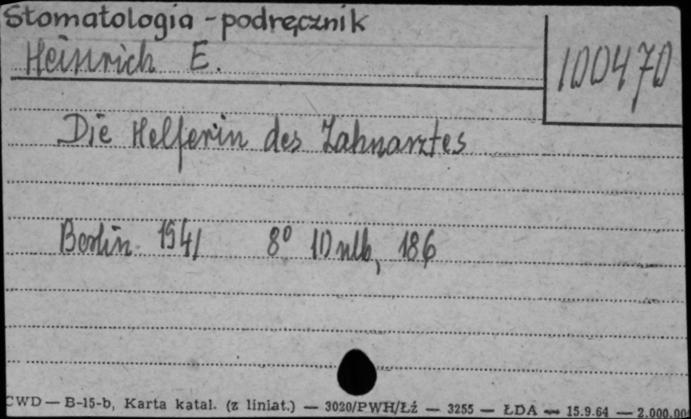 Stomatologia - podręcznik
Heinrich E.
100470
Die Helferin des Zahnarztes
Berlin 1941 8° 10 nlb, 186
CWD — B-15-b, Karta katal. (z liniat.) — 3020/PWH/Łź — 3255 — ŁDA — 15.9.64 — 2.000.00